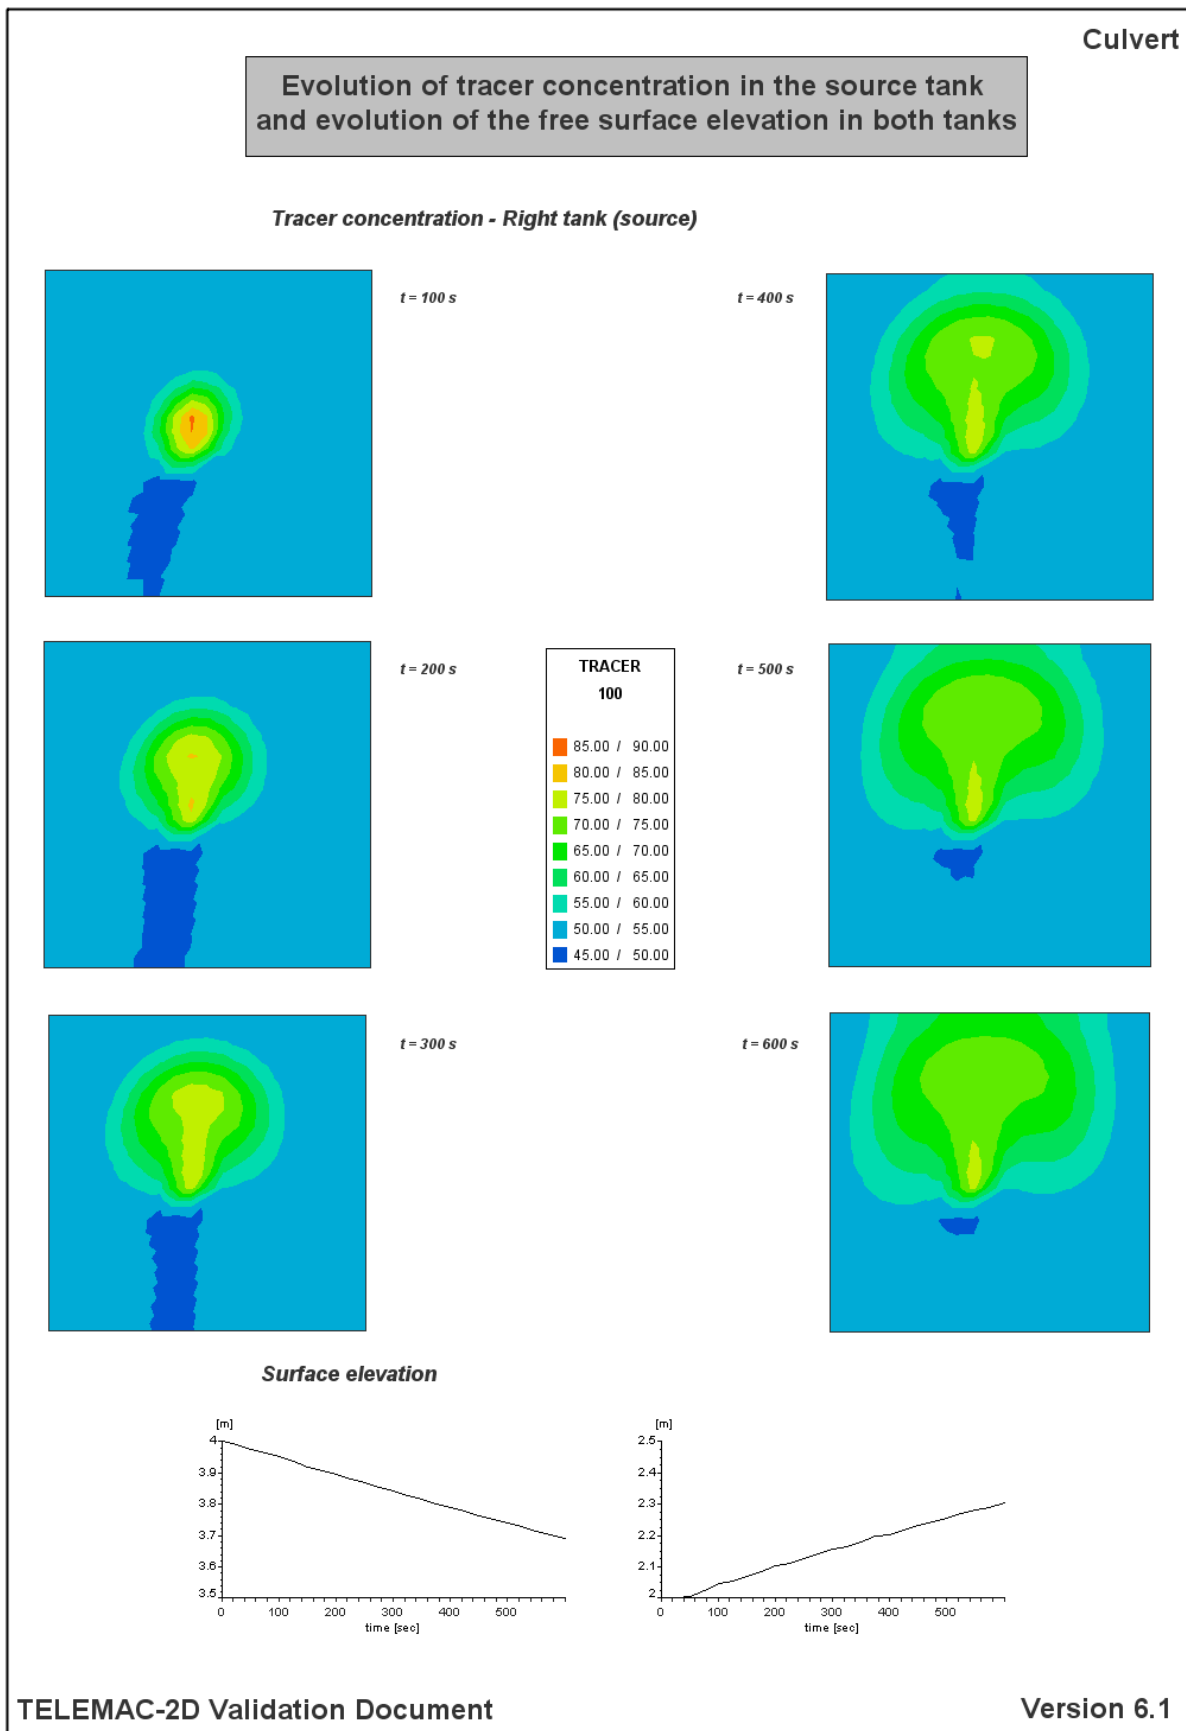 Culvert
Evolution of tracer concentration in the source tank
and evolution of the free surface elevation in both tanks
Tracer concentration - Right tank (source)
t = 100 s
t = 400 s
t = 200 s
t = 500 s
TRACER
100
85.00 / 90.00
80.00 / 85.00
75.00 / 80.00
70.00 / 75.00
65.00 / 70.00
60.00 / 65.00
55.00 / 60.00
50.00 / 55.00
45.00 / 50.00
t = 300 s
t = 600 s
Surface elevation
[m]
4
3.9
3.8
3.7
3.6
3.5
0 100 200 300 400 500
time [sec]
[m]
2.5
2.4
2.3
2.2
2.1
2
0 100 200 300 400 500
time [sec]
TELEMAC-2D Validation Document
Version 6.1